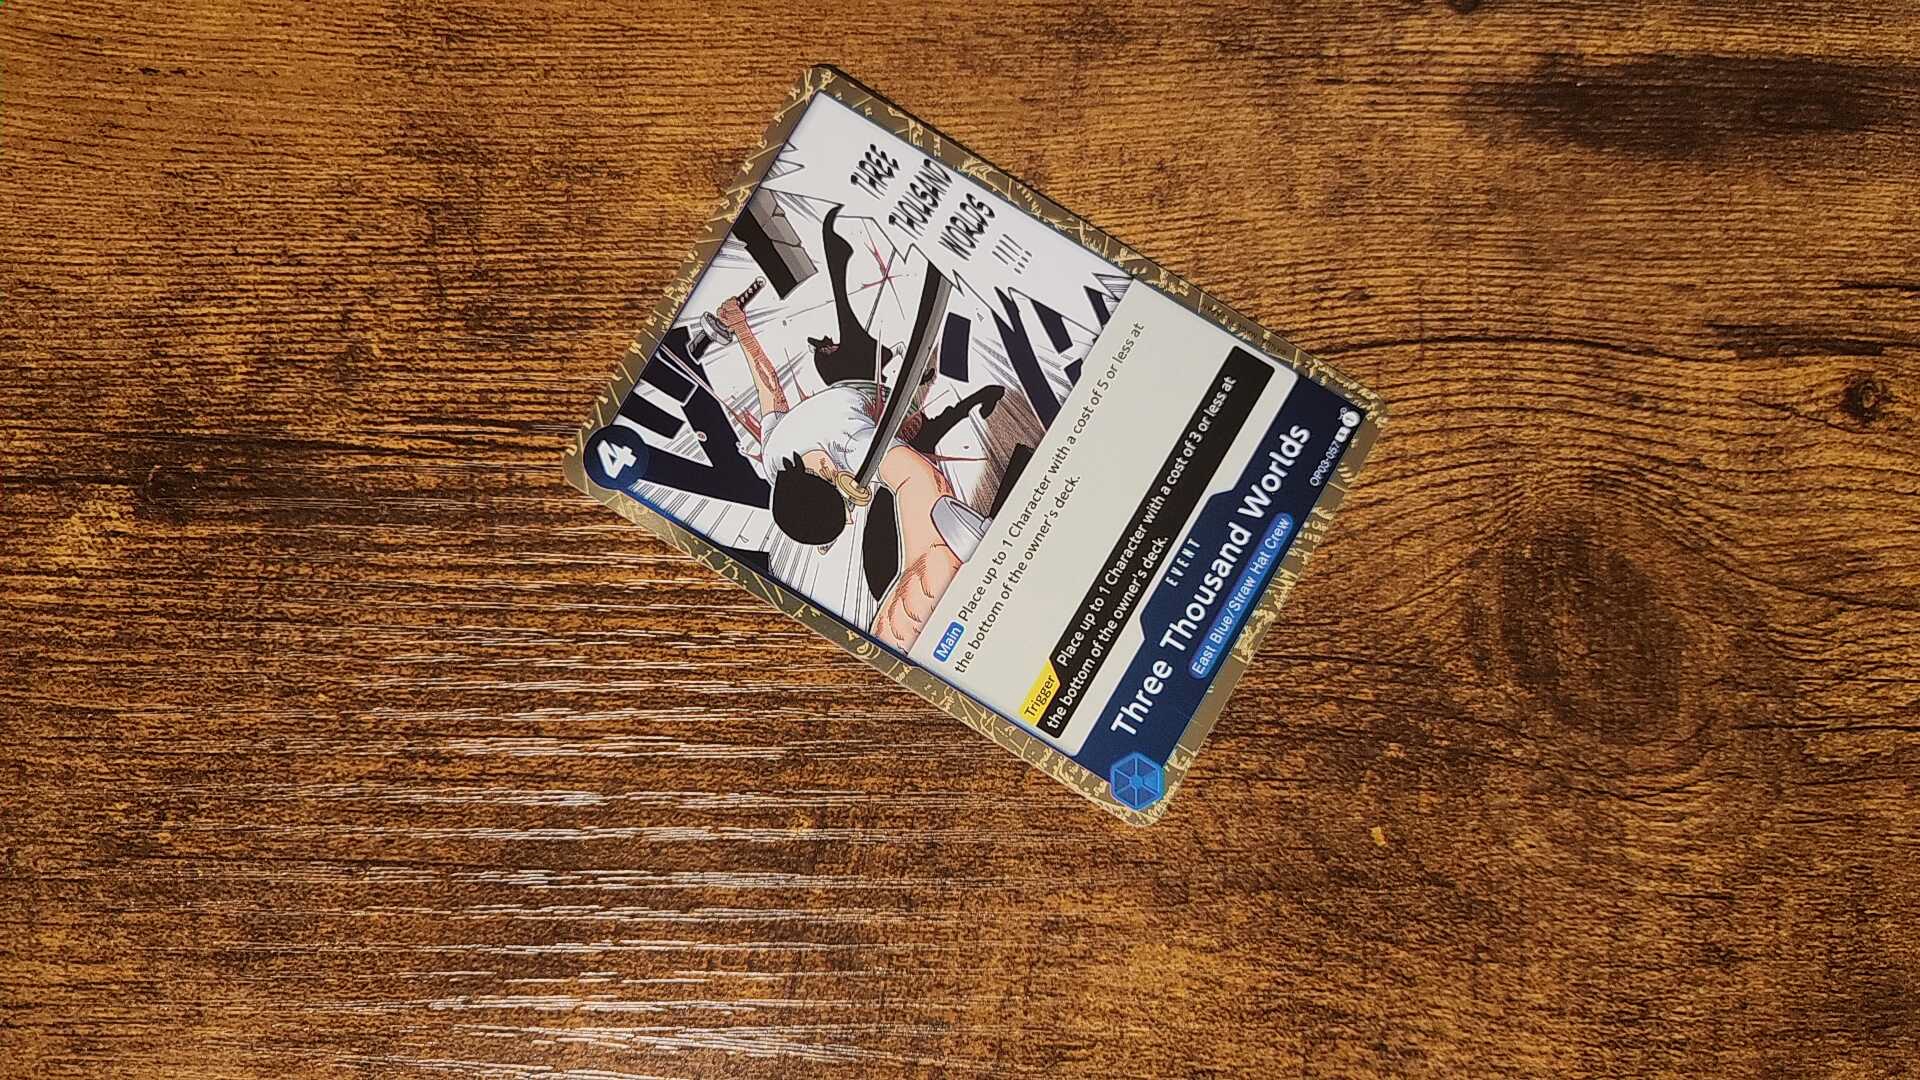 4
THREE
THOUSAND
WORLDS
!!!!
Main Place up to 1 Character with a cost of 5 or less at
the bottom of the owner's deck.
Trigger Place up to 1 Character with a cost of 3 or less at
the bottom of the owner's deck.
EVENT
Three Thousand Worlds
East Blue/Straw Hat Crew
OP03-057